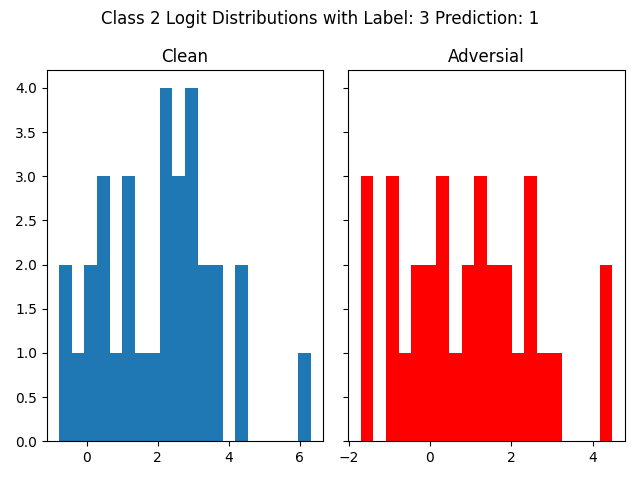 Class 2 Logit Distributions with Label: 3 Prediction: 1
Clean
Adversial
4.0
3.5
3.0
2.5
2.0
1.5
1.0
0.5
0.0
0 2 4 6
−2 0 2 4